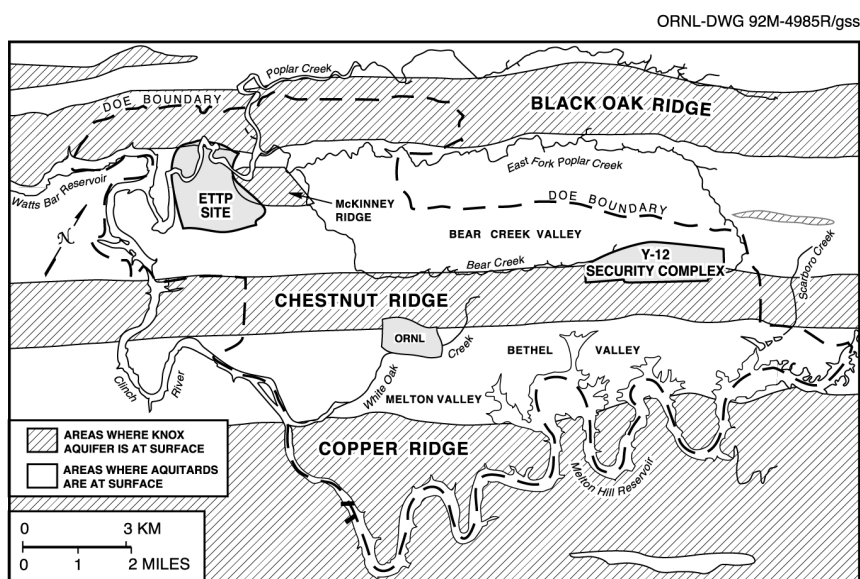 ORNL-DWG 92M-4985R/gss
Poplar Creek
DOE BOUNDARY
BLACK OAK RIDGE
East Fork Poplar Creek
Watts Bar Reservoir
ETTP
SITE
McKINNEY
RIDGE
DOE BOUNDARY
N
BEAR CREEK VALLEY
Bear Creek
Y-12
SECURITY COMPLEX
Scarboro Creek
CHESTNUT RIDGE
ORNL
Creek
BETHEL VALLEY
Clinch
River
White Oak
MELTON VALLEY
COPPER RIDGE
Melton Hill Reservoir
AREAS WHERE KNOX
AQUIFER IS AT SURFACE
AREAS WHERE AQUITARDS
ARE AT SURFACE
0 3 KM
0 1 2 MILES